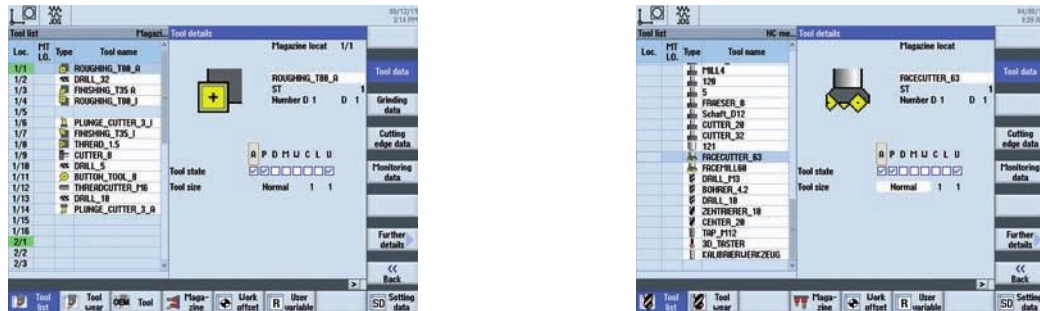 08/12/11
3:14 PM
JOG
Tool list
Magazi...
Tool details
Loc.
MT LO.
Type
Tool name
Magazine locat 1/1
1/1 ROUGHING_T80_A
1/2 DRILL_32
1/3 FINISHING_T35 A
1/4 ROUGHING_T80_I
1/5
1/6 PLUNGE_CUTTER_3_I
1/7 FINISHING_T35_I
1/8 THREAD_1.5
1/9 CUTTER_8
1/10 DRILL_5
1/11 BUTTON_TOOL_8
1/12 THREADCUTTER_M6
1/13 DRILL_10
1/14 PLUNGE_CUTTER_3_A
1/15
1/16
2/1
2/2
2/3
ROUGHING_T80_A
ST 1
Number D 1 D 1
A P D M W C L U
Tool state
Tool size Normal 1 1
Tool data
Grinding data
Cutting edge data
Monitoring data
Further details
<<
Back
Tool list
Tool wear
OEM Tool
Maga-zine
Work offset
R User variable
SD Setting data
JOG
Tool list
NC me...
Tool details
Loc.
MT LO.
Type
Tool name
Magazine locat
MILL4
120
5
FRAESER_8
Schaft_D12
CUTTER_20
CUTTER_32
121
FACECUTTER_63
FACEMILL60
DRILL_M3
BOHRER_4.2
DRILL_10
ZENTRIERER_10
CENTER_20
TAP_M12
3D_TASTER
KALIBRIERWERKZEUG
FACECUTTER_63
ST 1
Number D 1 D 1
A P D M W C L U
Tool state
Tool size Normal 1 1
Tool data
Cutting edge data
Monitoring data
Further details
<<
Back
Tool list
Tool wear
Maga-zine
Work offset
R User variable
SD Setting data